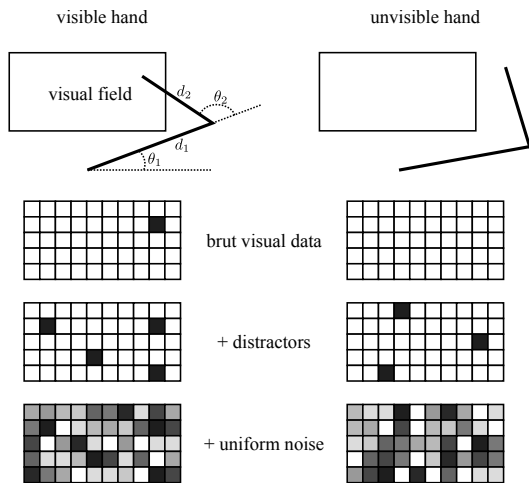 visible hand
unvisible hand
visual field
d₂
θ₂
d₁
θ₁
brut visual data
+ distractors
+ uniform noise